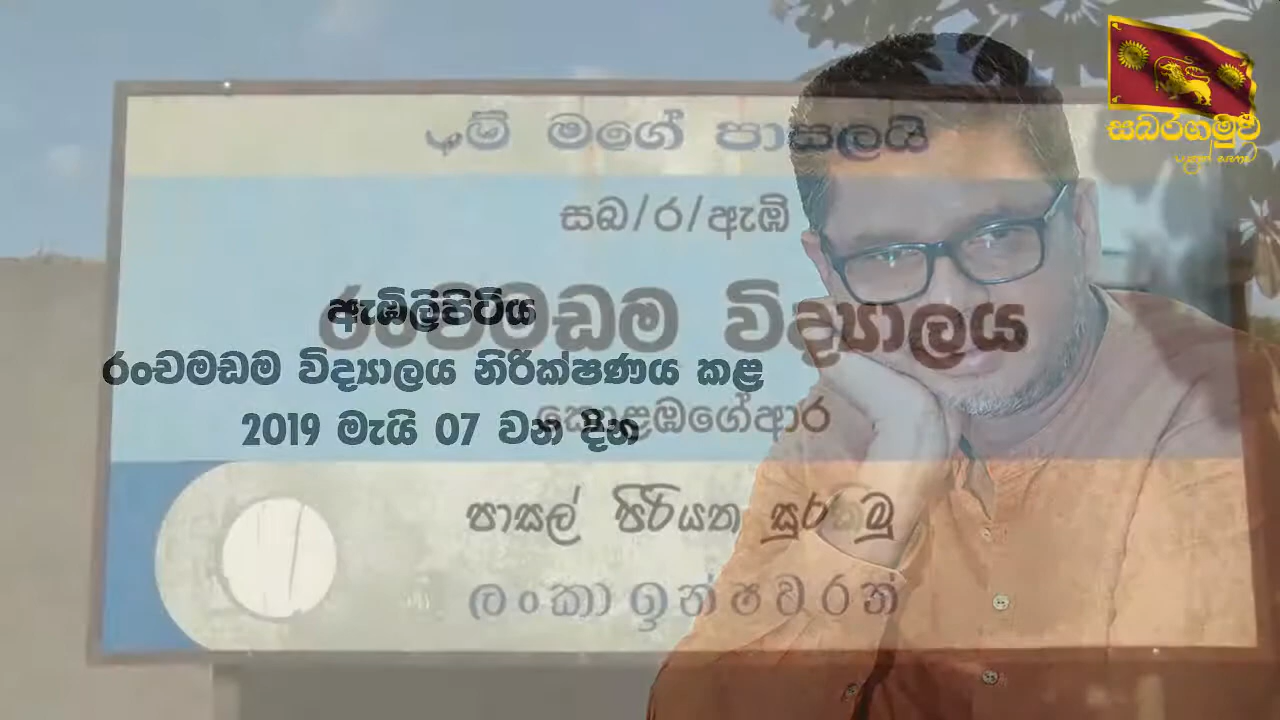 මේ මගේ පාසලයි
සබරගමුව
සබ/ර/ඇඹි
රංචමඩම විද්‍යාලය
ඇඹිලිපිටිය
රංචමඩම විද්‍යාලය නිරික්ෂණය කළ
කොළඹගේආර
2019 මැයි 07 වන දින
පාසල් පිරියත සුරකිමු
ලංකා ඉන්ෂුවරන්